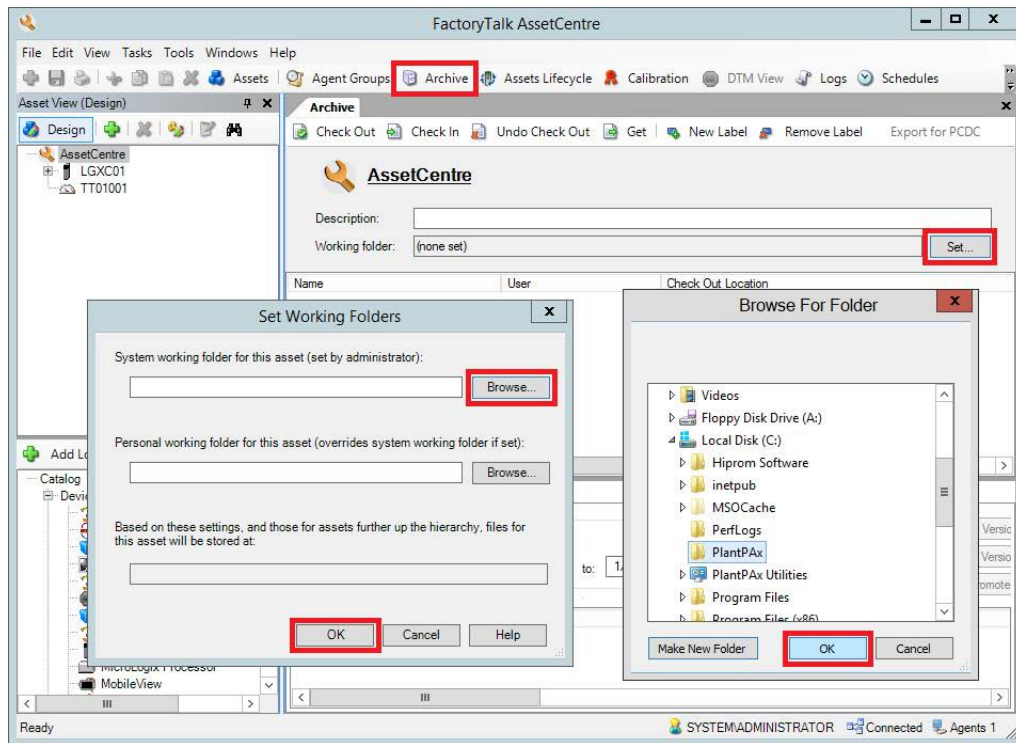 FactoryTalk AssetCentre
File Edit View Tasks Tools Windows Help
Assets Agent Groups Archive Assets Lifecycle Calibration DTM View Logs Schedules
Asset View (Design)
Design
AssetCentre
LGXC01
TT01001
Archive
Check Out Check In Undo Check Out Get New Label Remove Label Export for PCDC
AssetCentre
Description:
Working folder: (none set) Set...
Name User Check Out Location
Set Working Folders
System working folder for this asset (set by administrator):
Browse...
Personal working folder for this asset (overrides system working folder if set):
Browse...
Based on these settings, and those for assets further up the hierarchy, files for
this asset will be stored at:
OK Cancel Help
Browse For Folder
Videos
Floppy Disk Drive (A:)
Local Disk (C:)
Hiprom Software
inetpub
MSOCache
PerfLogs
PlantPAx
PlantPAx Utilities
Program Files
Program Files (x86)
Make New Folder OK Cancel
Add
Catalog
to:
MicroLogix Processor
MobileView
Ready
SYSTEM\ADMINISTRATOR Connected Agents 1